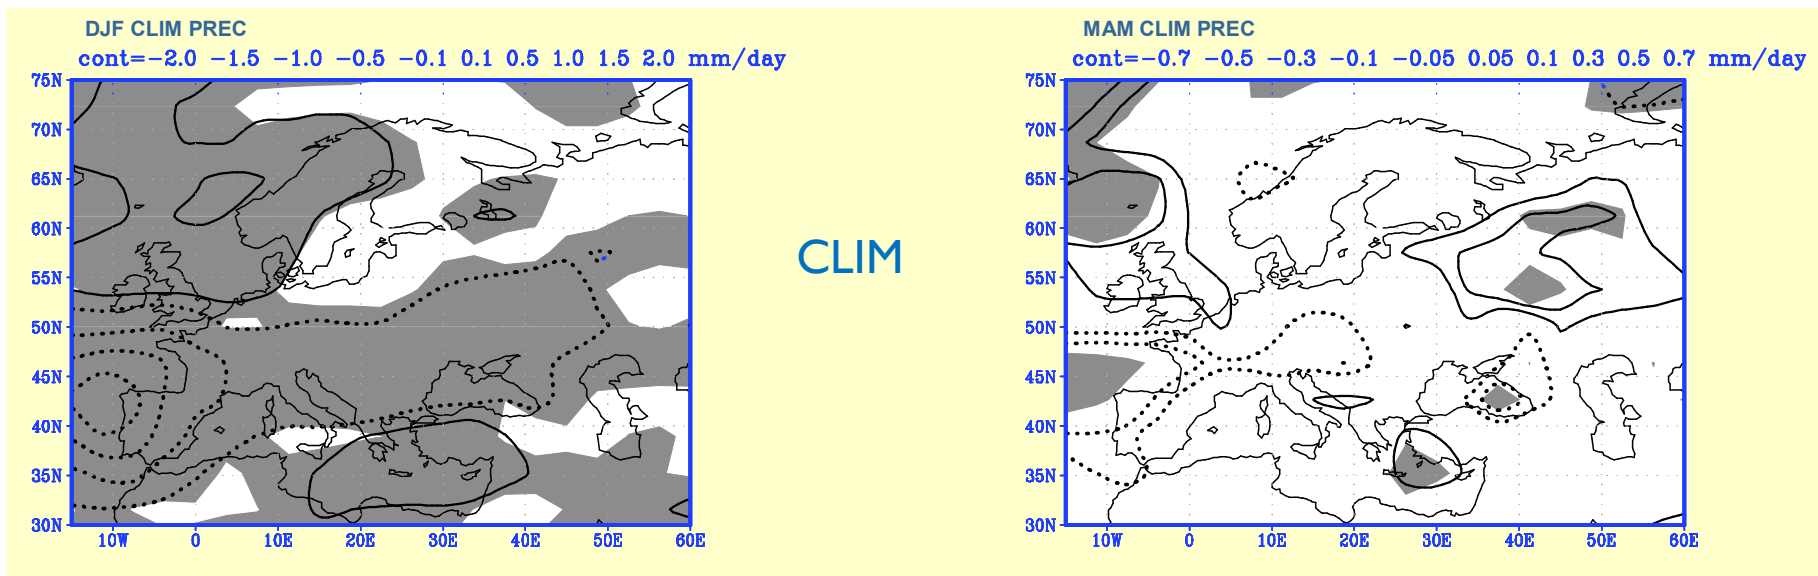 DJF CLIM PREC
cont=−2.0 −1.5 −1.0 −0.5 −0.1 0.1 0.5 1.0 1.5 2.0 mm/day
75N
70N
65N
60N
55N
50N
45N
40N
35N
30N
10W 0 10E 20E 30E 40E 50E 60E
CLIM
MAM CLIM PREC
cont=−0.7 −0.5 −0.3 −0.1 −0.05 0.05 0.1 0.3 0.5 0.7 mm/day
75N
70N
65N
60N
55N
50N
45N
40N
35N
30N
10W 0 10E 20E 30E 40E 50E 60E